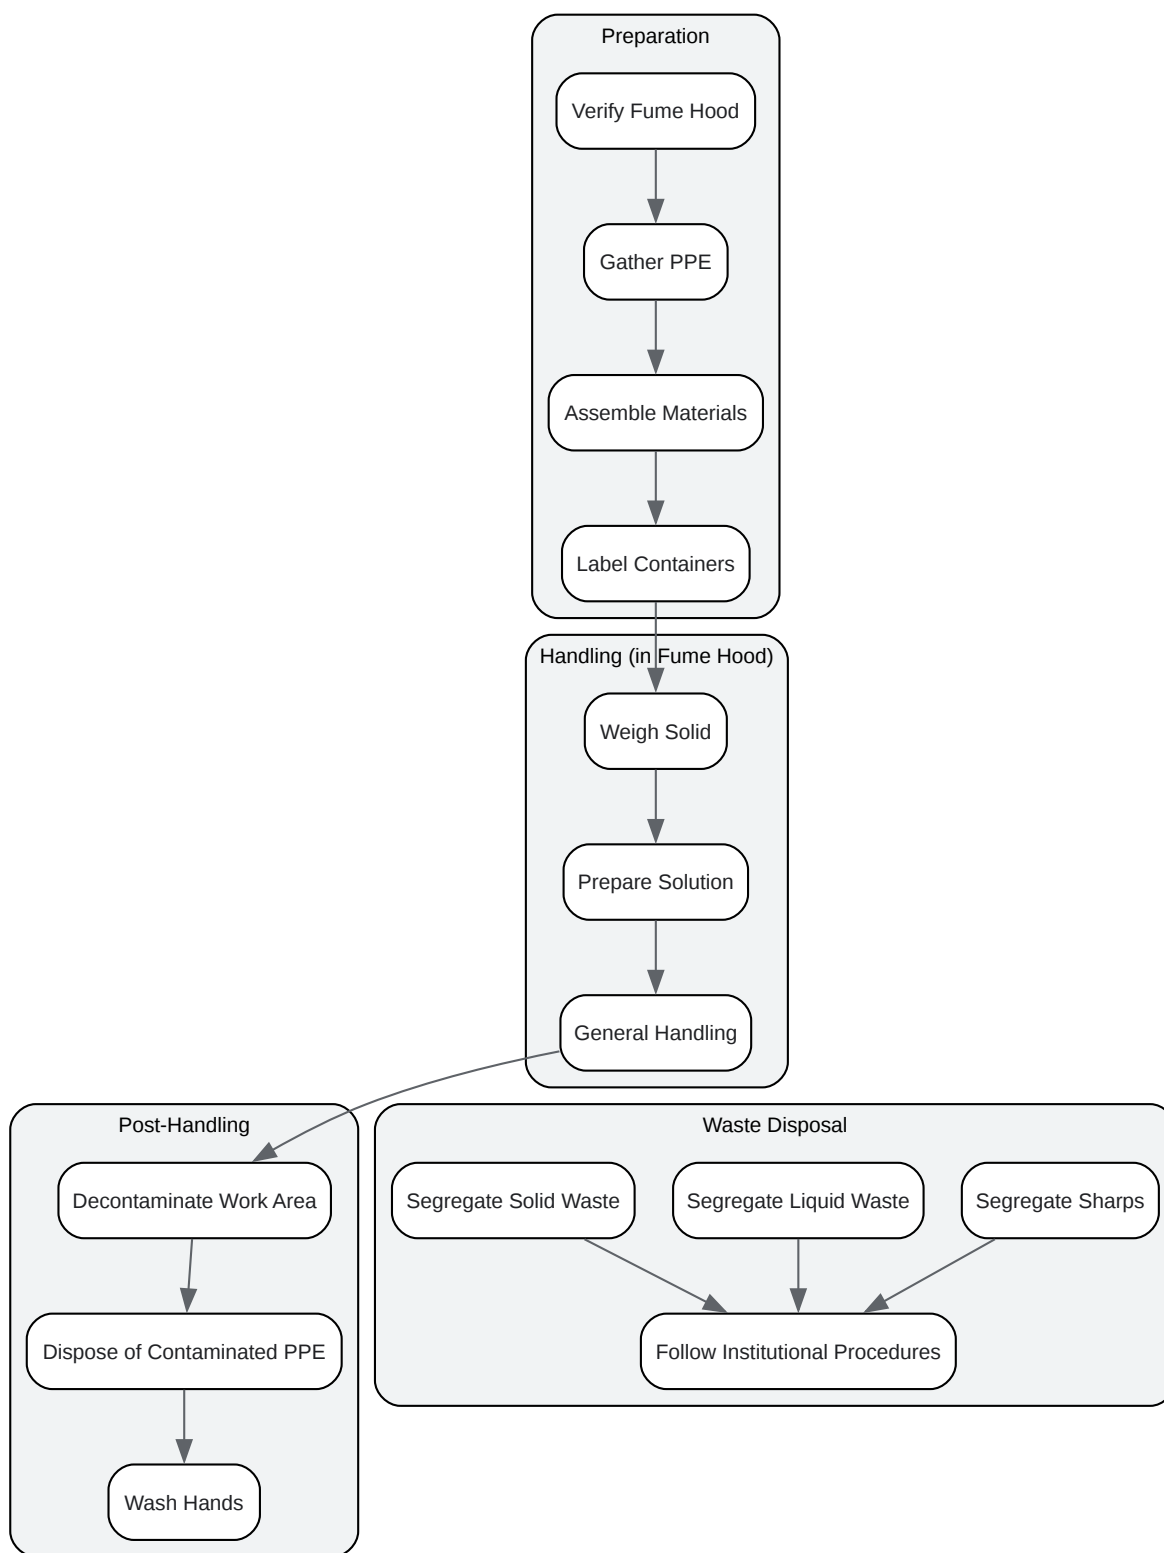 Preparation
Verify Fume Hood
Gather PPE
Assemble Materials
Label Containers
Handling (in Fume Hood)
Weigh Solid
Prepare Solution
General Handling
Post-Handling
Decontaminate Work Area
Dispose of Contaminated PPE
Wash Hands
Waste Disposal
Segregate Solid Waste
Segregate Liquid Waste
Segregate Sharps
Follow Institutional Procedures